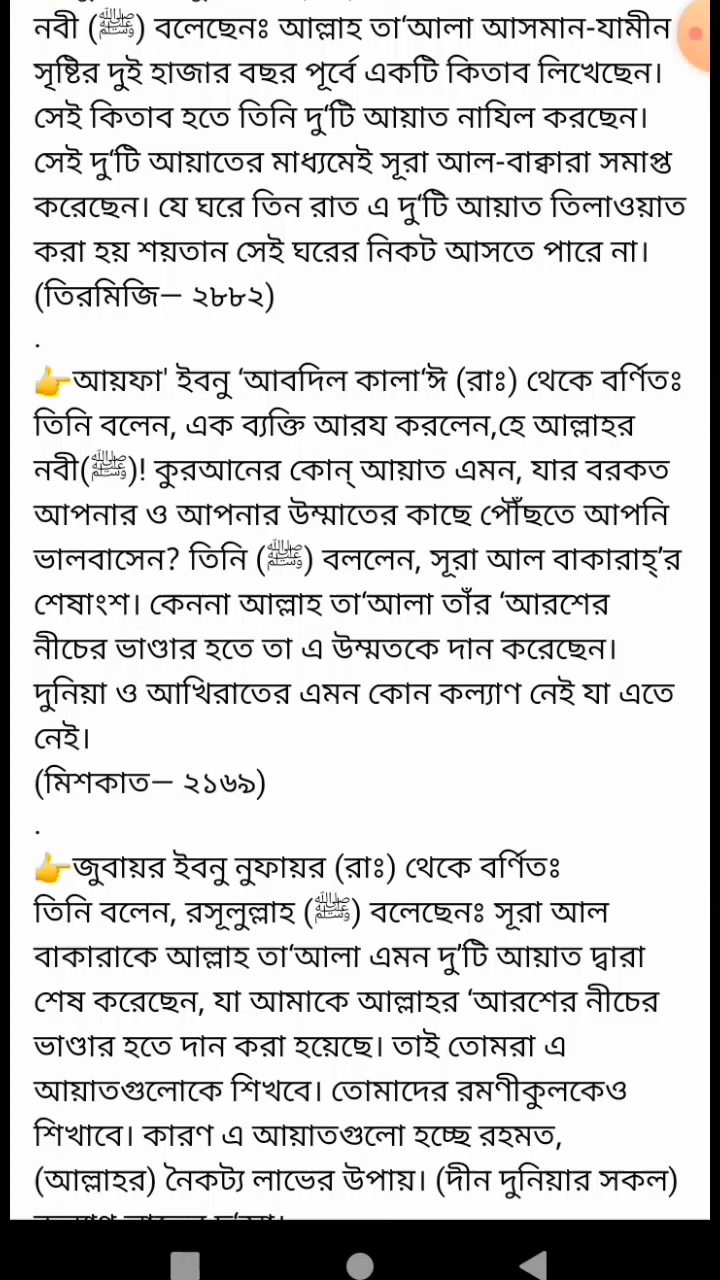 নবী (ﷺ) বলেছেনঃ আল্লাহ তা‘আলা আসমান-যামীন
সৃষ্টির দুই হাজার বছর পূর্বে একটি কিতাব লিখেছেন।
সেই কিতাব হতে তিনি দু‘টি আয়াত নাযিল করছেন।
সেই দু‘টি আয়াতের মাধ্যমেই সূরা আল-বাক্বারা সমাপ্ত
করেছেন। যে ঘরে তিন রাত এ দু‘টি আয়াত তিলাওয়াত
করা হয় শয়তান সেই ঘরের নিকট আসতে পারে না।
(তিরমিজি— ২৮৮২)
.
👉আয়ফা' ইবনু ‘আবদিল কালা‘ঈ (রাঃ) থেকে বর্ণিতঃ
তিনি বলেন, এক ব্যক্তি আরয করলেন,হে আল্লাহর
নবী(ﷺ)! কুরআনের কোন্ আয়াত এমন, যার বরকত
আপনার ও আপনার উম্মাতের কাছে পৌঁছতে আপনি
ভালবাসেন? তিনি (ﷺ) বললেন, সূরা আল বাকারাহ্’র
শেষাংশ। কেননা আল্লাহ তা‘আলা তাঁর ‘আরশের
নীচের ভাণ্ডার হতে তা এ উম্মতকে দান করেছেন।
দুনিয়া ও আখিরাতের এমন কোন কল্যাণ নেই যা এতে
নেই।
(মিশকাত— ২১৬৯)
.
👉জুবায়র ইবনু নুফায়র (রাঃ) থেকে বর্ণিতঃ
তিনি বলেন, রসূলুল্লাহ (ﷺ) বলেছেনঃ সূরা আল
বাকারাকে আল্লাহ তা‘আলা এমন দু’টি আয়াত দ্বারা
শেষ করেছেন, যা আমাকে আল্লাহর ‘আরশের নীচের
ভাণ্ডার হতে দান করা হয়েছে। তাই তোমরা এ
আয়াতগুলোকে শিখবে। তোমাদের রমণীকুলকেও
শিখাবে। কারণ এ আয়াতগুলো হচ্ছে রহমত,
(আল্লাহর) নৈকট্য লাভের উপায়। (দীন দুনিয়ার সকল)